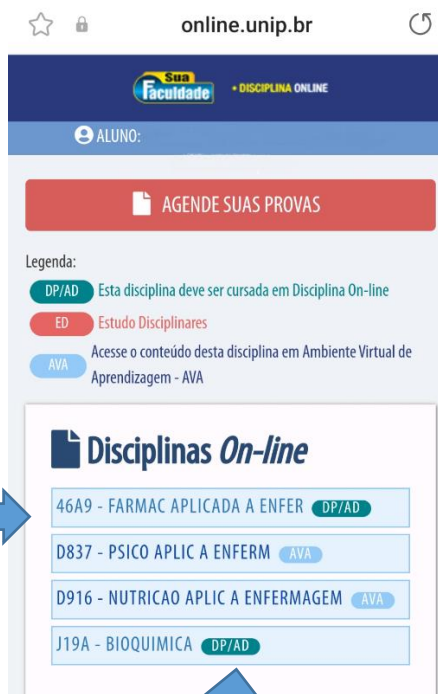 online.unip.br
Sua
Faculdade
• DISCIPLINA ONLINE
ALUNO:
AGENDE SUAS PROVAS
Legenda:
DP/AD Esta disciplina deve ser cursada em Disciplina On-line
ED Estudo Disciplinares
AVA Acesse o conteúdo desta disciplina em Ambiente Virtual de
Aprendizagem - AVA
Disciplinas On-line
46A9 - FARMAC APLICADA A ENFER DP/AD
D837 - PSICO APLIC A ENFERM AVA
D916 - NUTRICAO APLIC A ENFERMAGEM AVA
J19A - BIOQUIMICA DP/AD